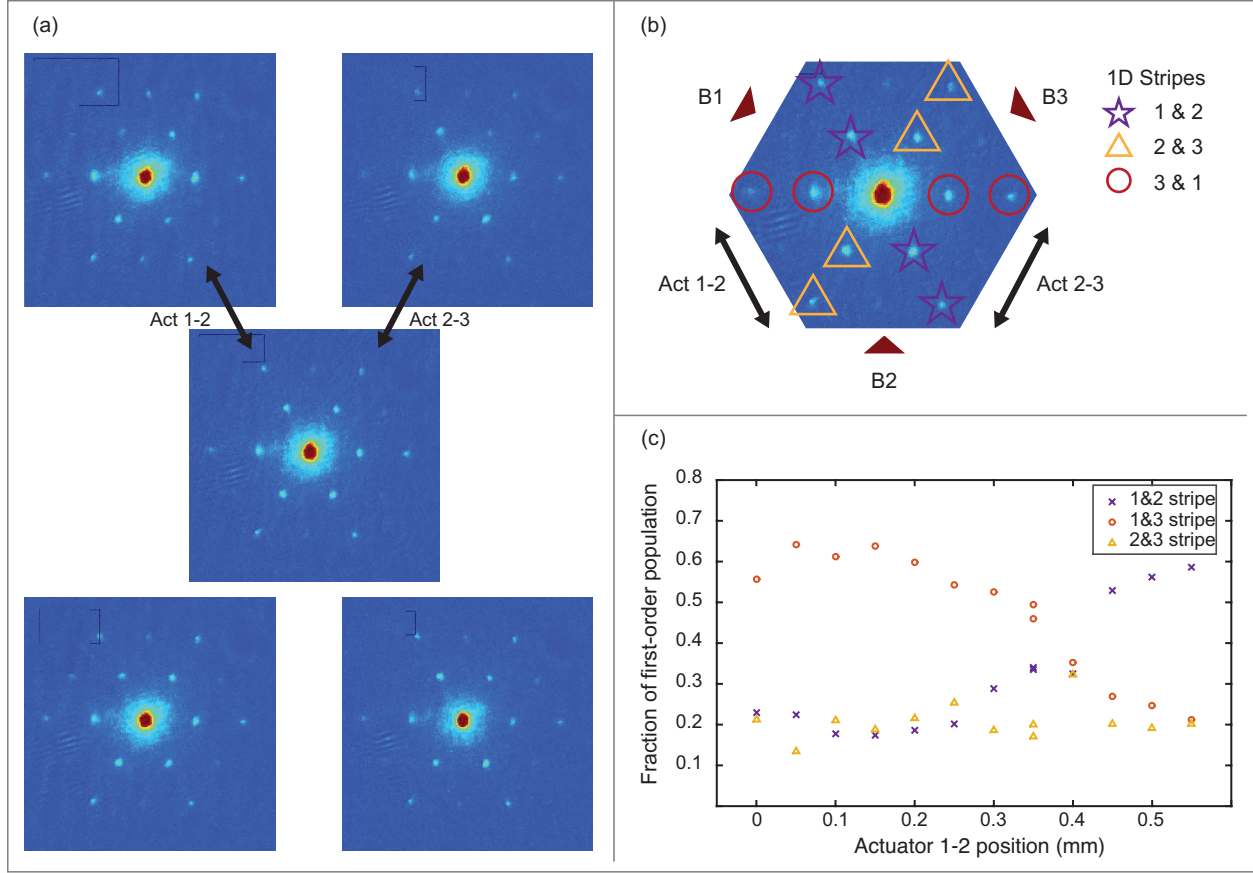 (a)
Act 1-2
Act 2-3
(b)
B1
B3
B2
Act 1-2
Act 2-3
1D Stripes
1 & 2
2 & 3
3 & 1
(c)
0.8
0.7
0.6
0.5
0.4
0.3
0.2
0.1
Fraction of first-order population
1&2 stripe
1&3 stripe
2&3 stripe
0 0.1 0.2 0.3 0.4 0.5
Actuator 1-2 position (mm)